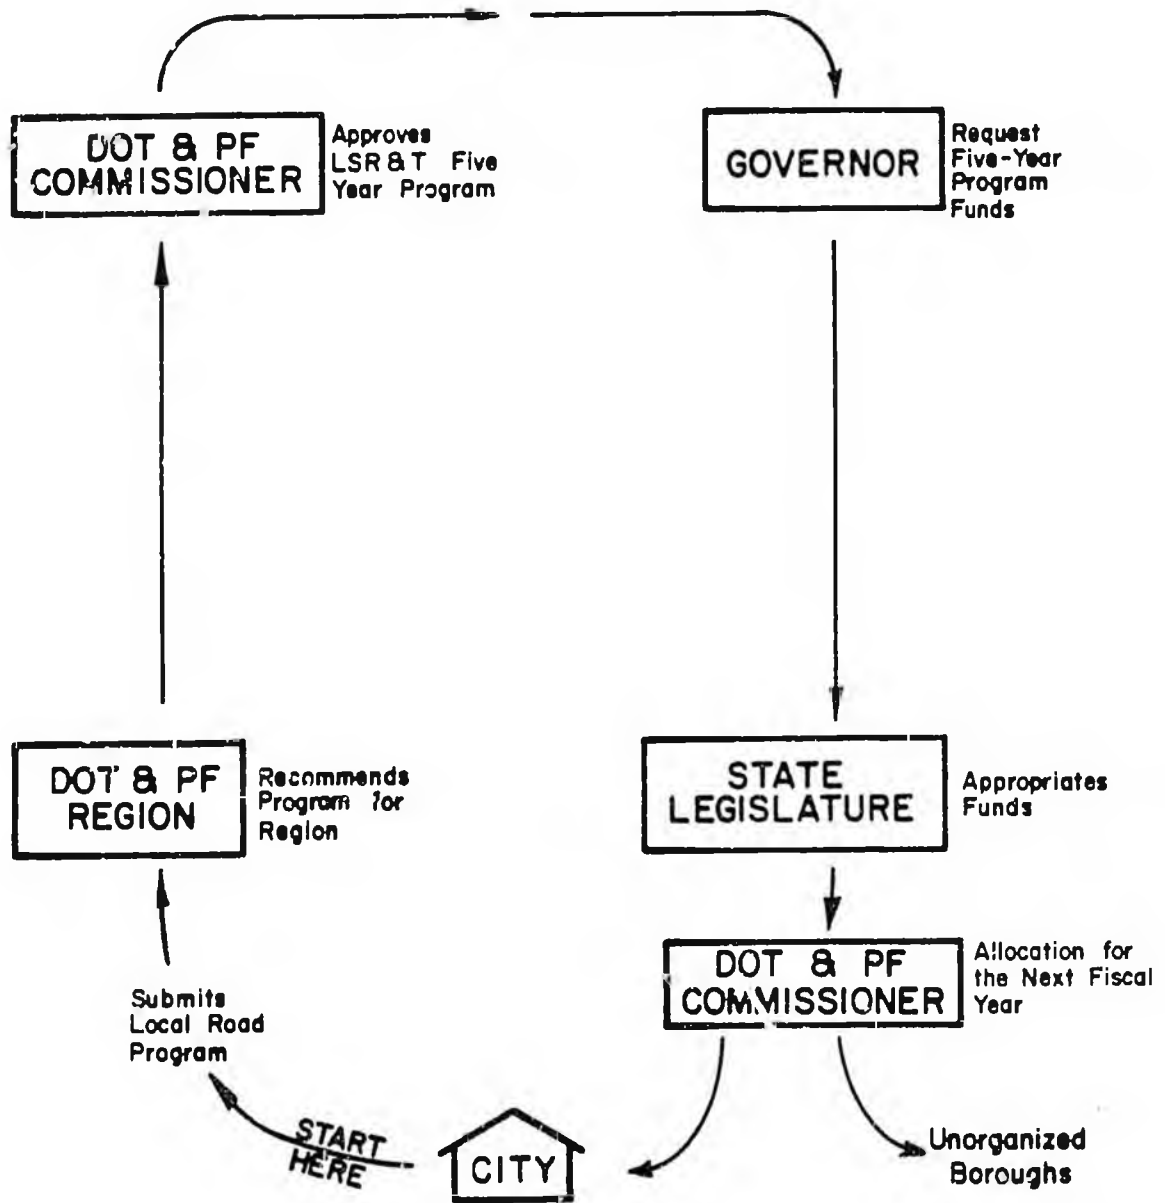 DOT & PF
COMMISSIONER
Approves
LSR&T Five
Year Program
GOVERNOR
Request
Five-Year
Program
Funds
DOT & PF
REGION
Recommends
Program for
Region
STATE
LEGISLATURE
Appropriates
Funds
DOT & PF
COMMISSIONER
Allocation for
the Next Fiscal
Year
Submits
Local Road
Program
START
HERE
CITY
Unorganized
Boroughs